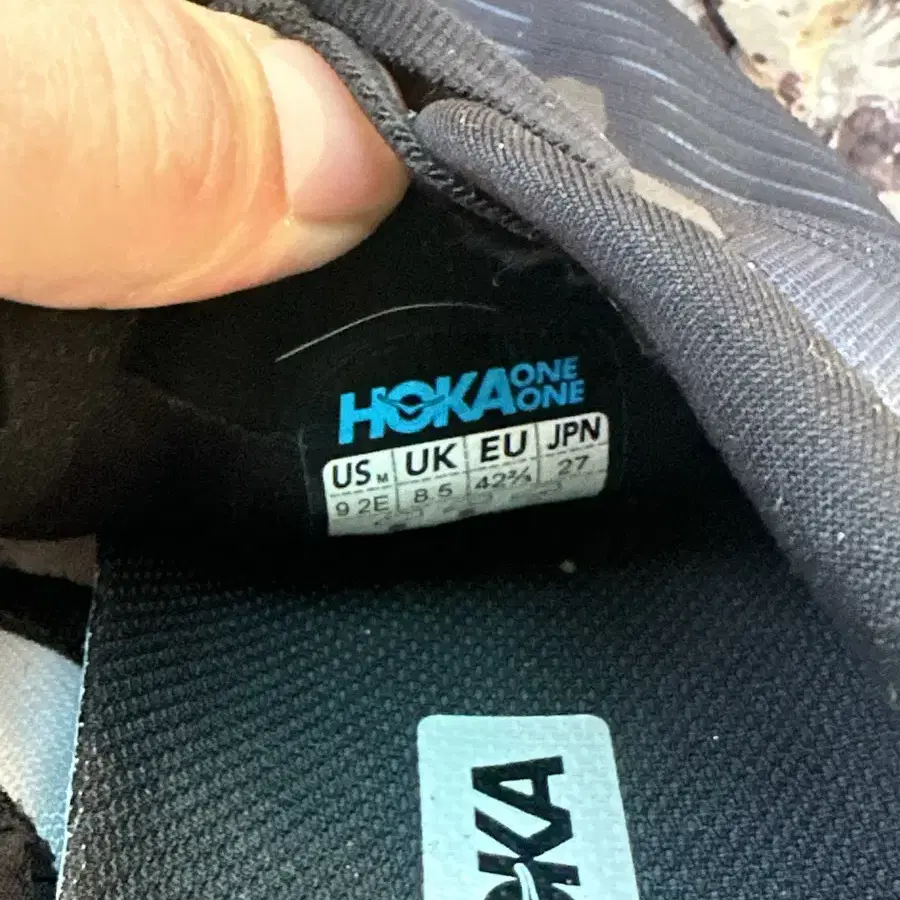 HOKA ONE ONE
US M UK EU JPN
9 2E 8.5 42⅔ 27
HOKA